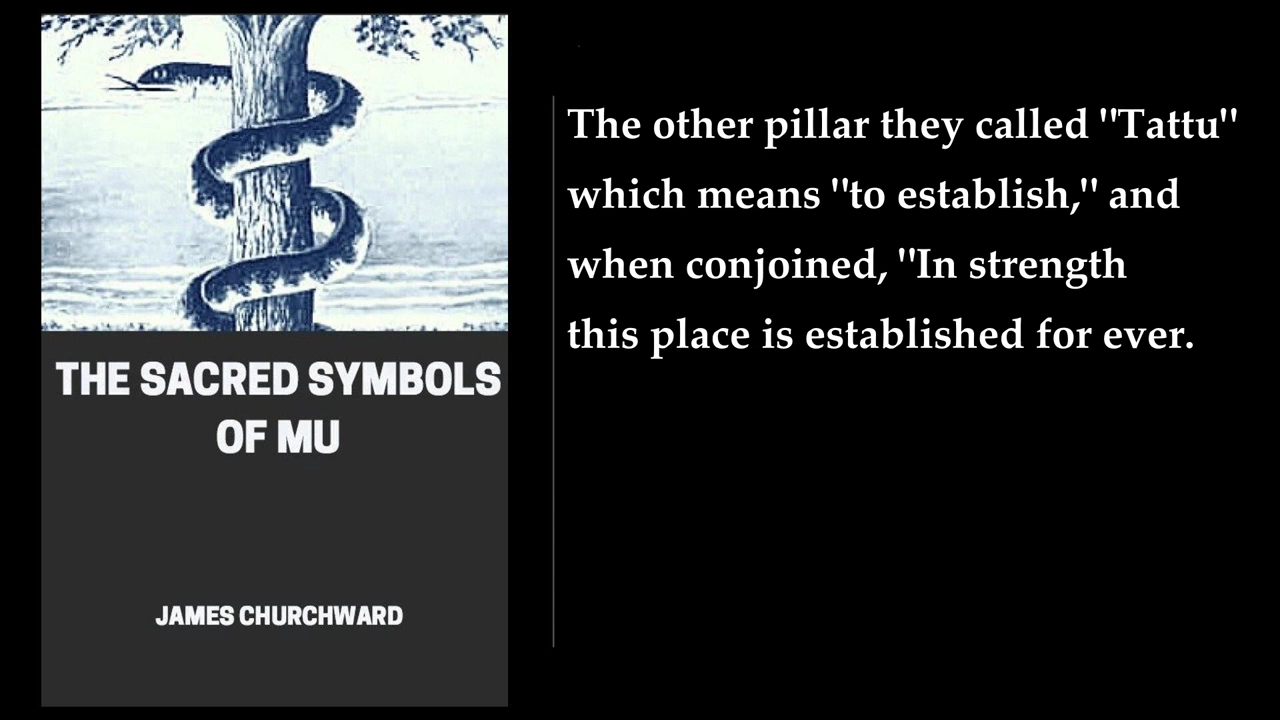 THE SACRED SYMBOLS
OF MU
JAMES CHURCHWARD
The other pillar they called "Tattu"
which means "to establish," and
when conjoined, "In strength
this place is established for ever.